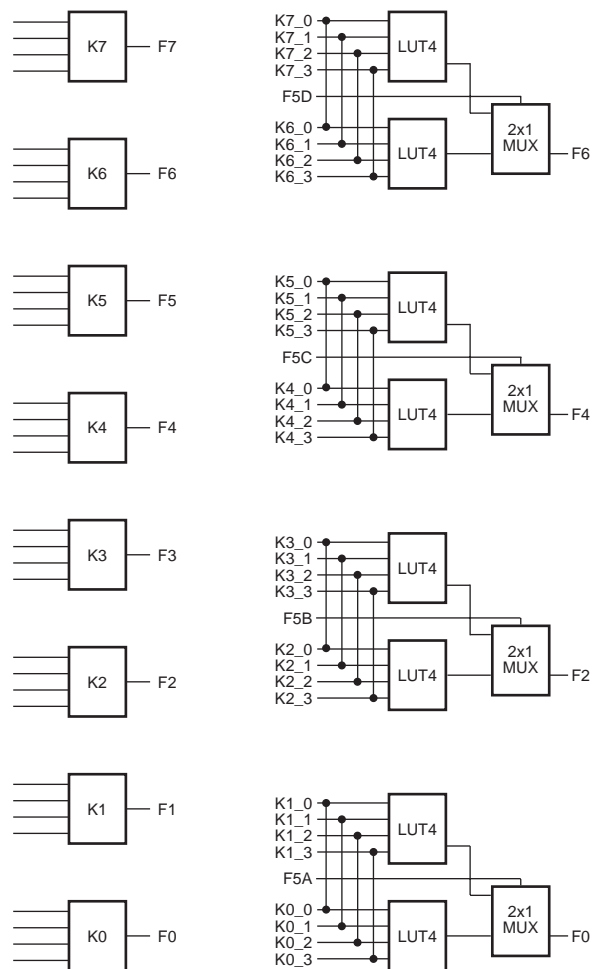 K7 F7
K6 F6
K5 F5
K4 F4
K3 F3
K2 F2
K1 F1
K0 F0
K7_0
K7_1
K7_2
K7_3
LUT4
F5D
K6_0
K6_1
K6_2
K6_3
LUT4
2x1
MUX
F6
K5_0
K5_1
K5_2
K5_3
LUT4
F5C
K4_0
K4_1
K4_2
K4_3
LUT4
2x1
MUX
F4
K3_0
K3_1
K3_2
K3_3
LUT4
F5B
K2_0
K2_1
K2_2
K2_3
LUT4
2x1
MUX
F2
K1_0
K1_1
K1_2
K1_3
LUT4
F5A
K0_0
K0_1
K0_2
K0_3
LUT4
2x1
MUX
F0